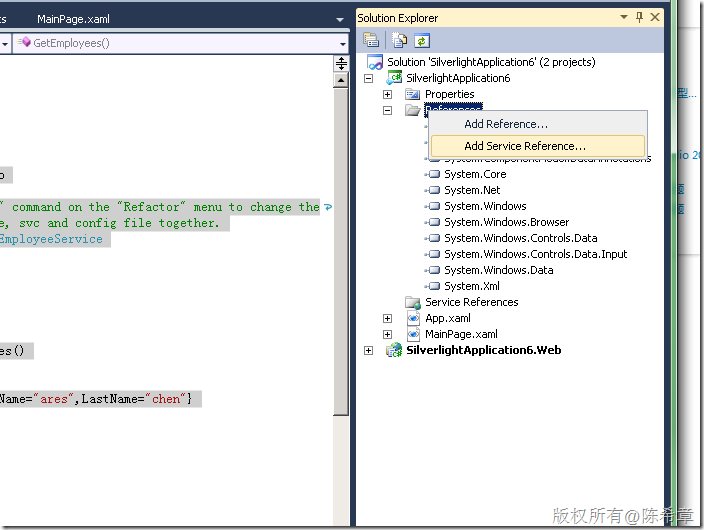 MainPage.xaml
GetEmployees()
" command on the "Refactor" menu to change the
e, svc and config file together.
EmployeeService
es()
Name="ares",LastName="chen"}
Solution Explorer
Solution 'SilverlightApplication6' (2 projects)
SilverlightApplication6
Properties
References
Add Reference...
Add Service Reference...
System.ComponentModel.DataAnnotations
System.Core
System.Net
System.Windows
System.Windows.Browser
System.Windows.Controls.Data
System.Windows.Controls.Data.Input
System.Windows.Data
System.Xml
Service References
App.xaml
MainPage.xaml
SilverlightApplication6.Web
型...
版权所有@陈希章